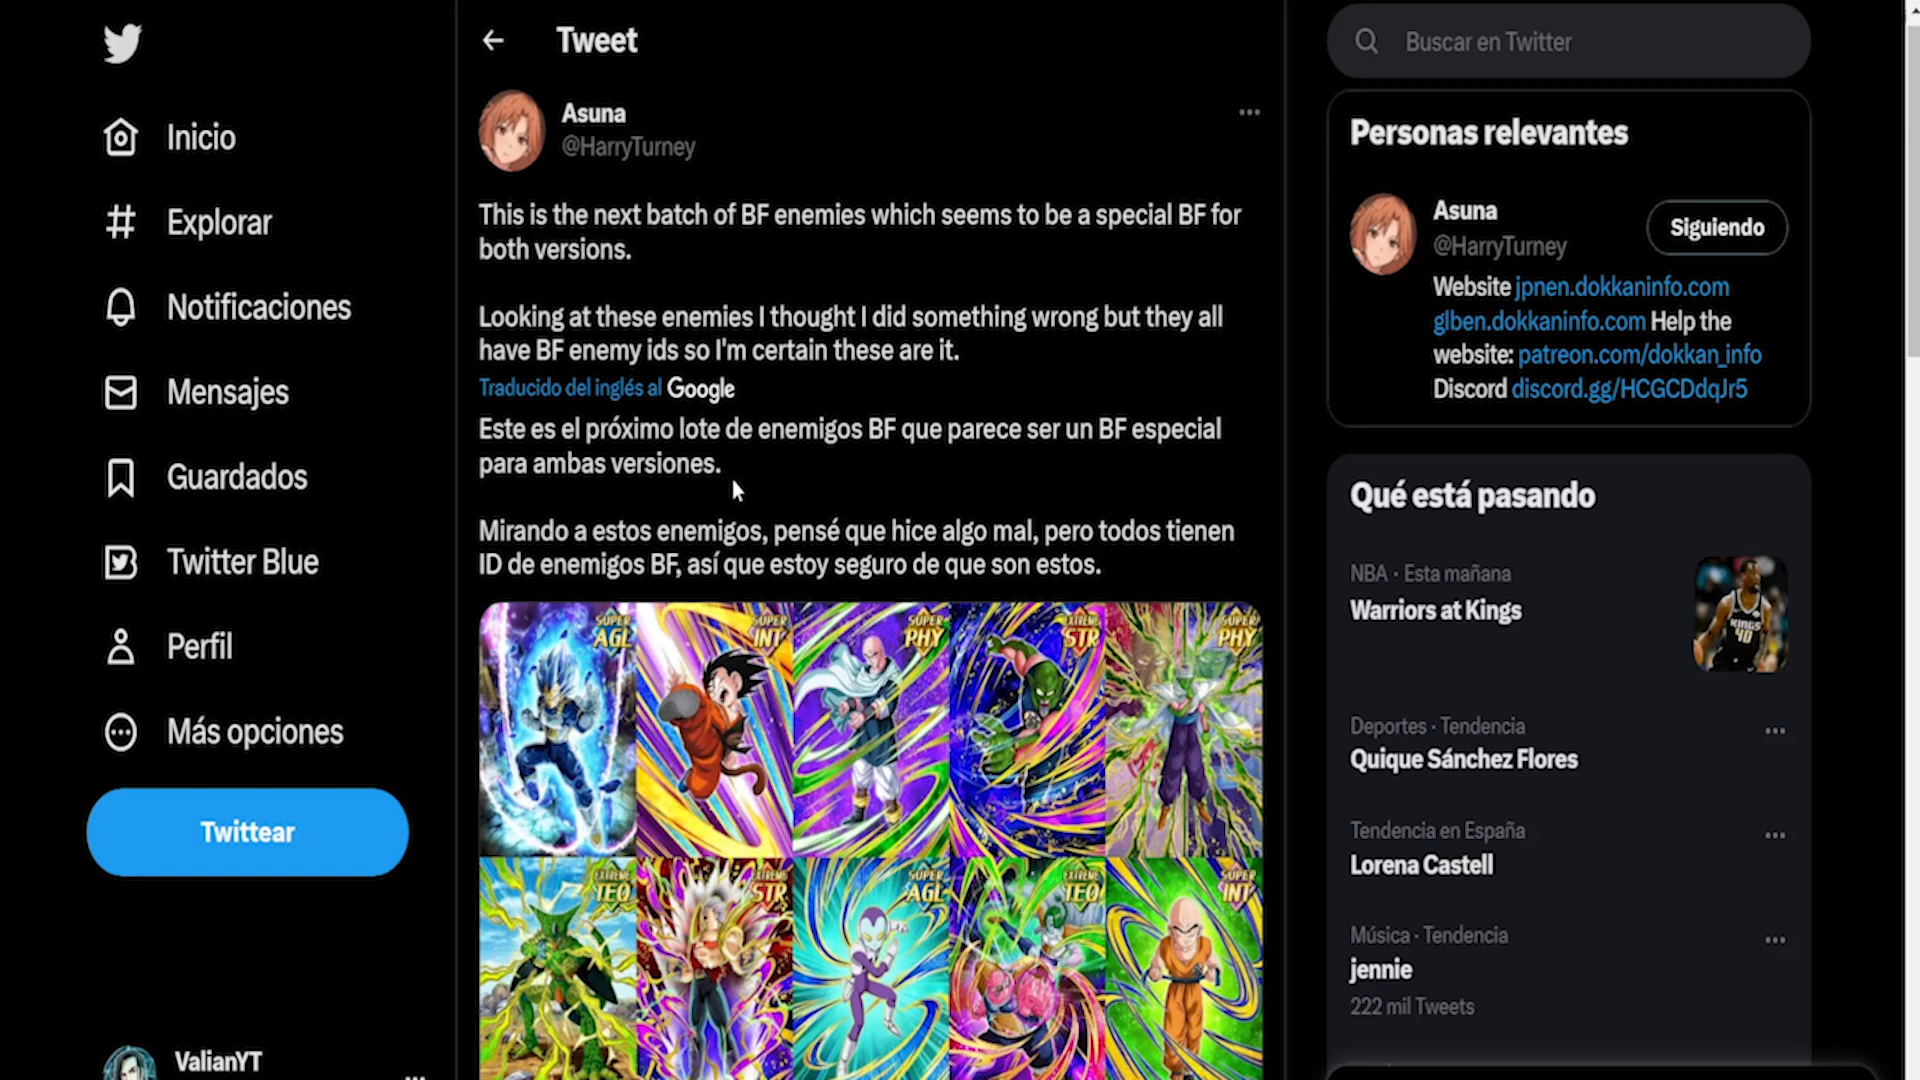 Inicio
Explorar
Notificaciones
Mensajes
Guardados
Twitter Blue
Perfil
Más opciones
Twittear
ValianYT
Tweet
Asuna
@HarryTurney
This is the next batch of BF enemies which seems to be a special BF for
both versions.
Looking at these enemies I thought I did something wrong but they all
have BF enemy ids so I'm certain these are it.
Traducido del inglés al Google
Este es el próximo lote de enemigos BF que parece ser un BF especial
para ambas versiones.
Mirando a estos enemigos, pensé que hice algo mal, pero todos tienen
ID de enemigos BF, así que estoy seguro de que son estos.
SUPER AGL
SUPER INT
SUPER PHY
EXTREME STR
SUPER PHY
EXTREME TEQ
EXTREME STR
SUPER AGL
EXTREME TEQ
SUPER INT
Buscar en Twitter
Personas relevantes
Asuna
@HarryTurney
Siguiendo
Website jpnen.dokkaninfo.com
glben.dokkaninfo.com Help the
website: patreon.com/dokkan_info
Discord discord.gg/HCGCDdqJr5
Qué está pasando
NBA · Esta mañana
Warriors at Kings
KINGS
40
Deportes · Tendencia
Quique Sánchez Flores
Tendencia en España
Lorena Castell
Música · Tendencia
jennie
222 mil Tweets